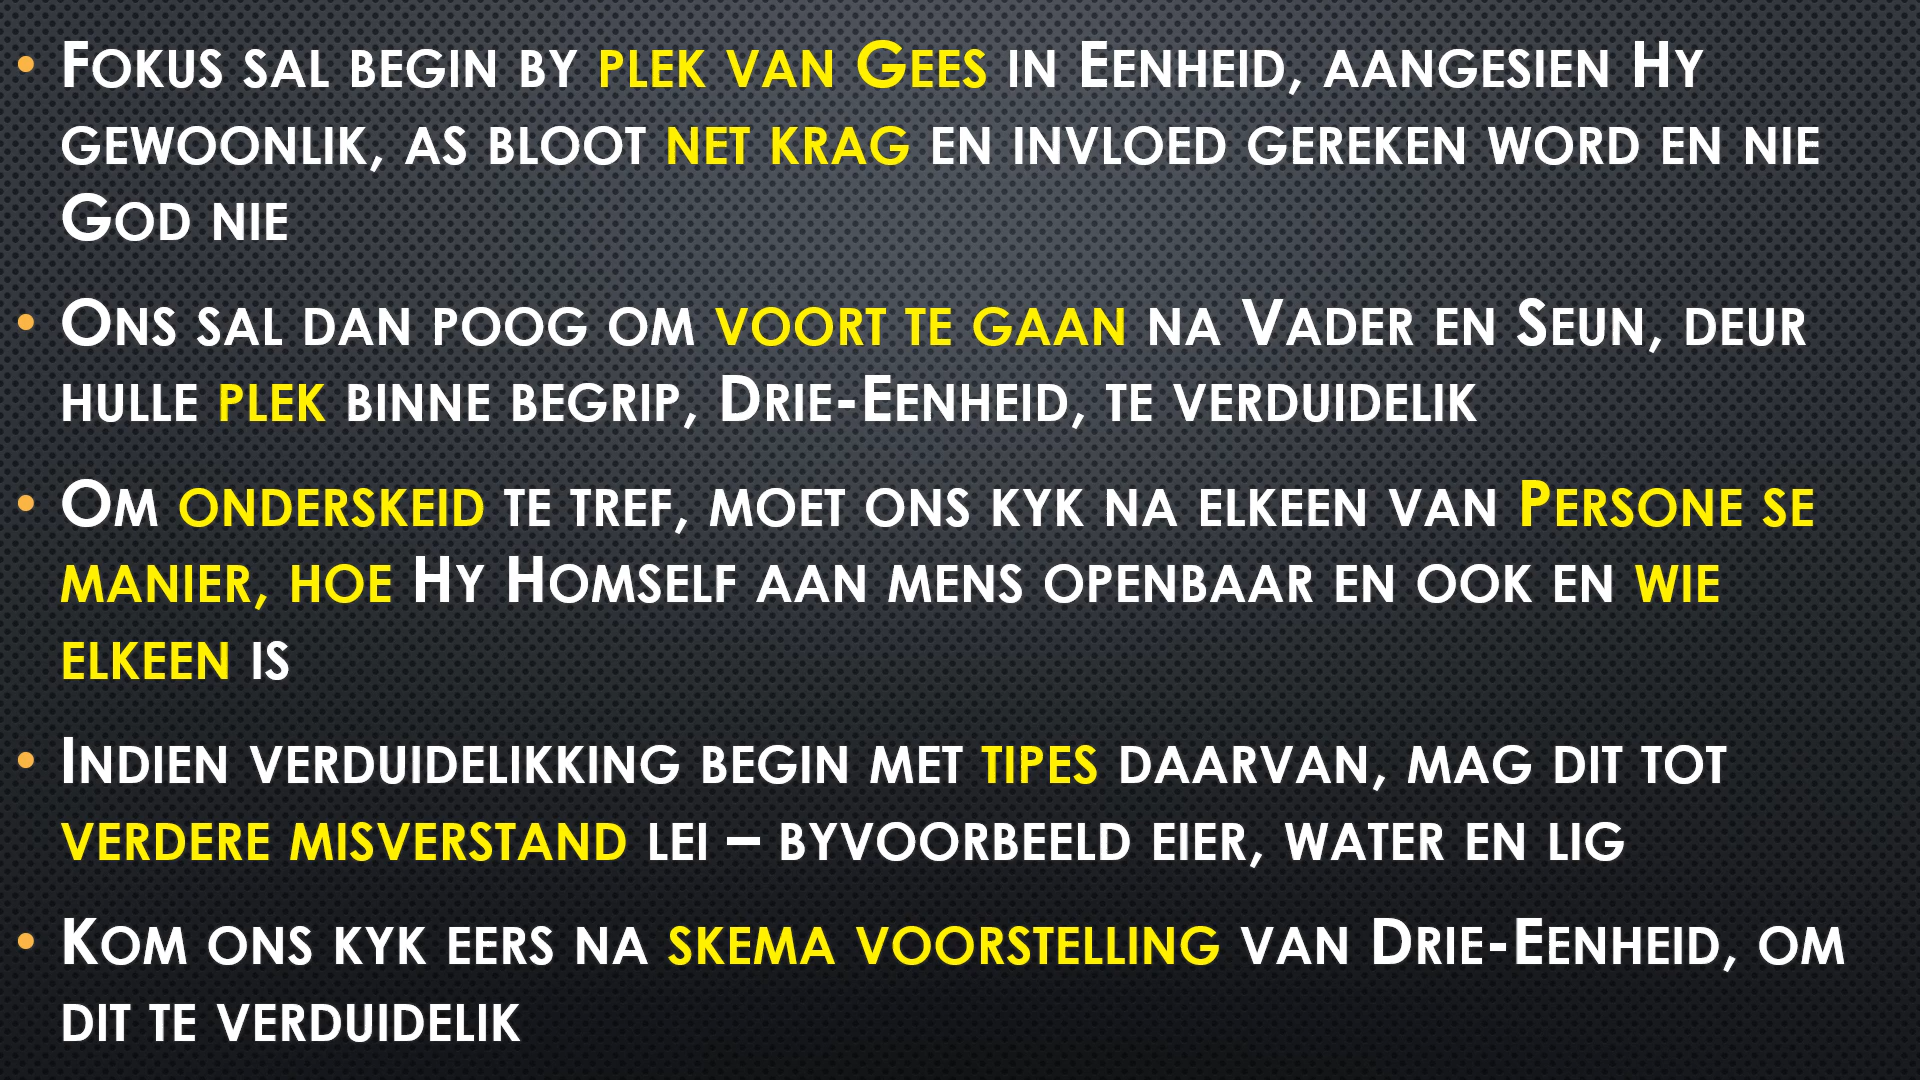 • Fokus sal begin by plek van Gees in Eenheid, aangesien Hy
gewoonlik, as bloot net krag en invloed gereken word en nie
God nie
• Ons sal dan poog om voort te gaan na Vader en Seun, deur
hulle plek binne begrip, Drie-Eenheid, te verduidelik
• Om onderskeid te tref, moet ons kyk na elkeen van Persone se
manier, hoe Hy Homself aan mens openbaar en ook en wie
elkeen is
• Indien verduidelikking begin met tipes daarvan, mag dit tot
verdere misverstand lei – byvoorbeeld eier, water en lig
• Kom ons kyk eers na skema voorstelling van Drie-Eenheid, om
dit te verduidelik